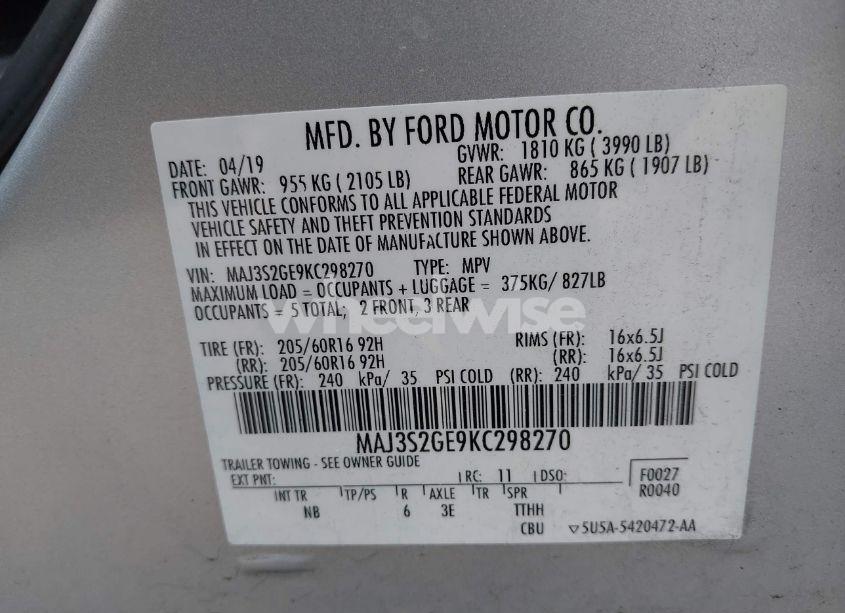 MFD. BY FORD MOTOR CO.
DATE: 04/19 GVWR: 1810 KG ( 3990 LB)
FRONT GAWR: 955 KG ( 2105 LB) REAR GAWR: 865 KG ( 1907 LB)
THIS VEHICLE CONFORMS TO ALL APPLICABLE FEDERAL MOTOR
VEHICLE SAFETY AND THEFT PREVENTION STANDARDS
IN EFFECT ON THE DATE OF MANUFACTURE SHOWN ABOVE.
VIN: MAJ3S2GE9KC298270 TYPE: MPV
MAXIMUM LOAD = OCCUPANTS + LUGGAGE = 375KG/ 827LB
OCCUPANTS = 5 TOTAL; 2 FRONT, 3 REAR
wheelwise
TIRE (FR): 205/60R16 92H RIMS (FR): 16x6.5J
(RR): 205/60R16 92H (RR): 16x6.5J
PRESSURE (FR): 240 kPa/ 35 PSI COLD (RR): 240 kPa/ 35 PSI COLD
MAJ3S2GE9KC298270
TRAILER TOWING - SEE OWNER GUIDE
EXT PNT: RC: 11 DSO: F0027
R0040
INT TR TP/PS R AXLE TR SPR
NB 6 3E TTHH
CBU ▽5U5A-5420472-AA